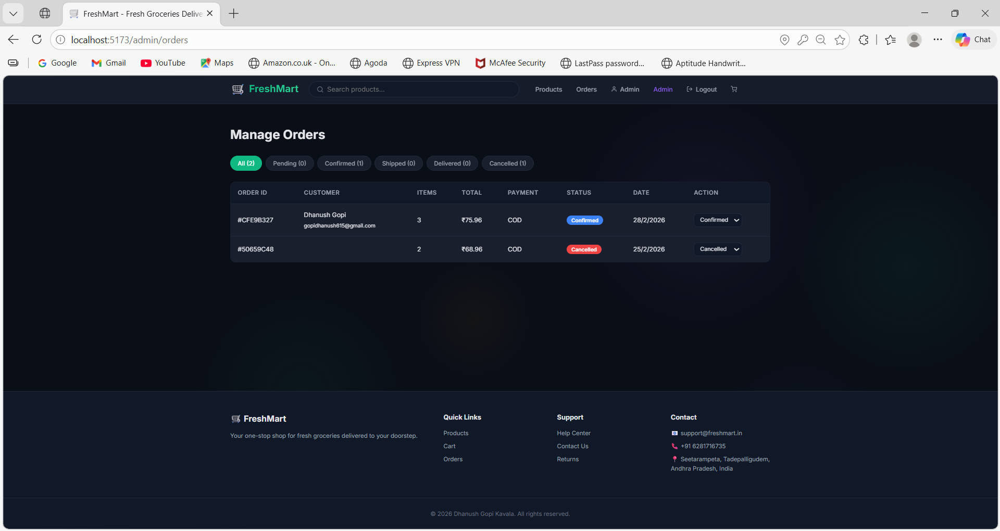 FreshMart - Fresh Groceries Delive
localhost:5173/admin/orders
Chat
Google Gmail YouTube Maps Amazon.co.uk - On... Agoda Express VPN McAfee Security LastPass password... Aptitude Handwrit...
FreshMart Search products... Products Orders Admin Admin Logout
Manage Orders
All (2) Pending (0) Confirmed (1) Shipped (0) Delivered (0) Cancelled (1)
ORDER ID CUSTOMER ITEMS TOTAL PAYMENT STATUS DATE ACTION
Dhanush Gopi
#CFE9B327 3 ₹75.96 COD Confirmed 28/2/2026 Confirmed
gopidhanush615@gmail.com
#50659C48 2 ₹68.96 COD Cancelled 25/2/2026 Cancelled
FreshMart
Your one-stop shop for fresh groceries delivered to your doorstep.
Quick Links
Products
Cart
Orders
Support
Help Center
Contact Us
Returns
Contact
support@freshmart.in
+91 6281716735
Seetarampeta, Tadepalligudem,
Andhra Pradesh, India
© 2026 Dhanush Gopi Kavala. All rights reserved.